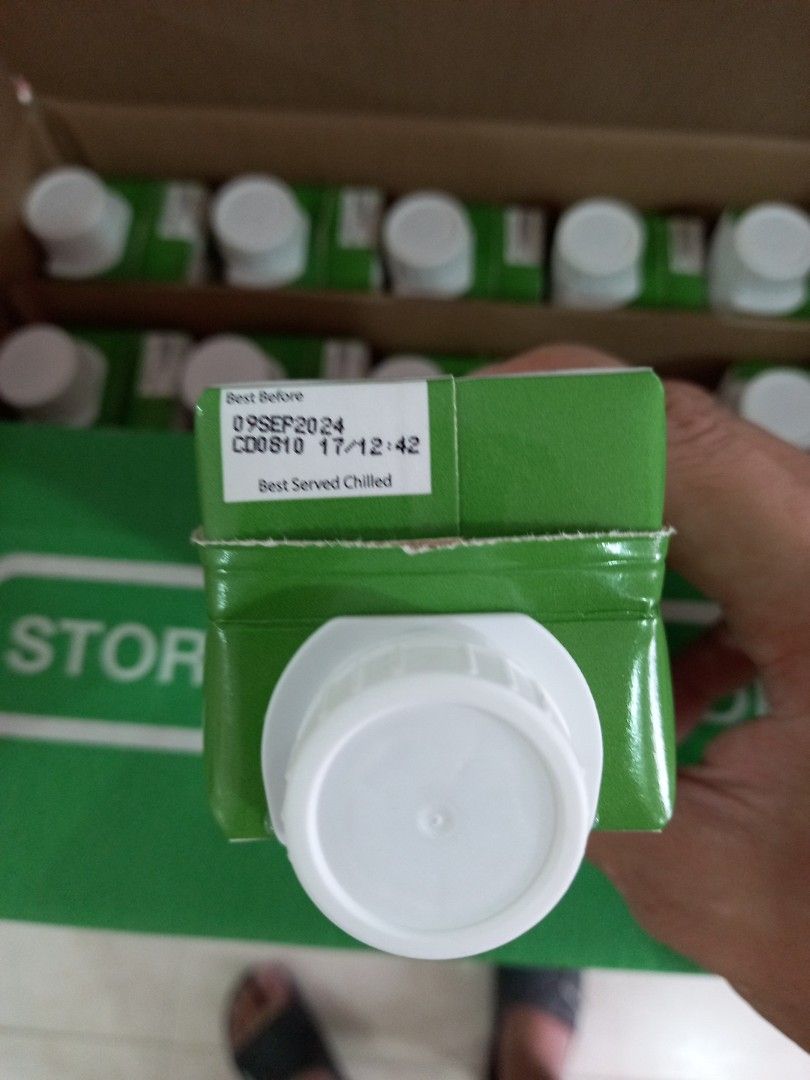 Best Before
09SEP2024
CD0810 17/12:42
Best Served Chilled
STOR